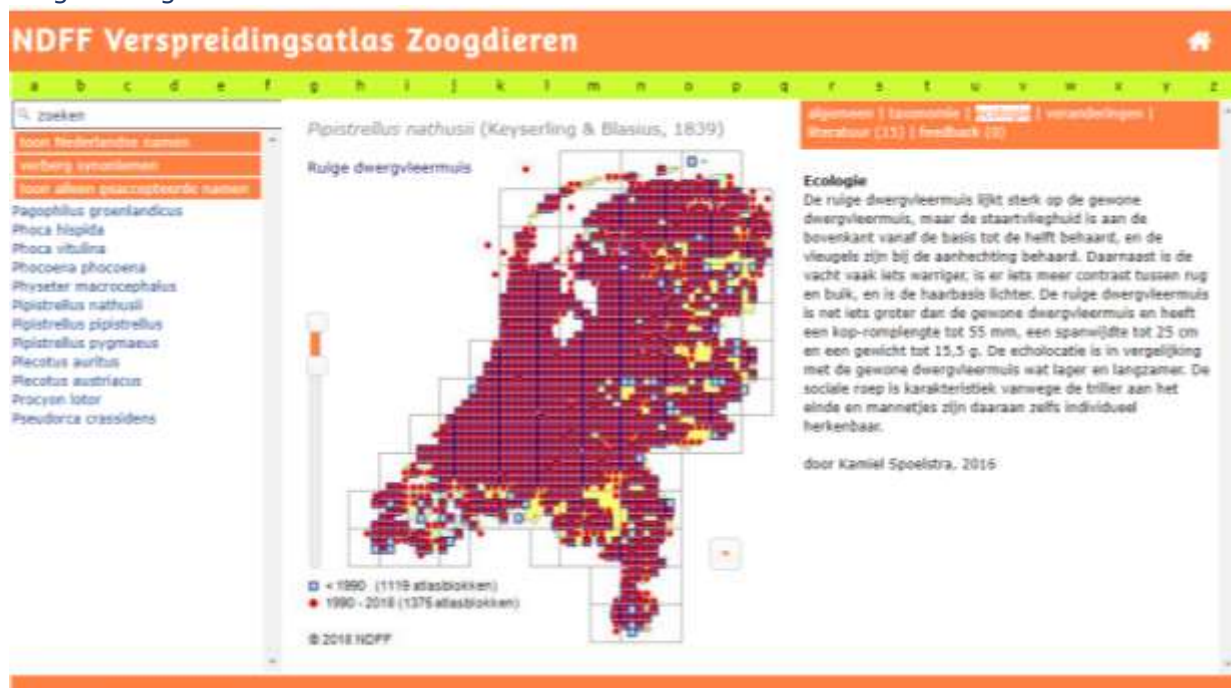 NDFF Verspreidingsatlas Zoogdieren
a b c d e f g h i j k l m n o p q r s t u v w x y z
zoeken
toon Nederlandse namen
verberg synoniemen
toon alleen geaccepteerde namen
Pagophilus groenlandicus
Phoca hispida
Phoca vitulina
Phocoena phocoena
Physeter macrocephalus
Pipistrellus nathusii
Pipistrellus pipistrellus
Pipistrellus pygmaeus
Plecotus auritus
Plecotus austriacus
Procyon lotor
Pseudorca crassidens
Pipistrellus nathusii (Keyserling & Blasius, 1839)
Ruige dwergvleermuis
< 1990 (1119 atlasblokken)
1990 - 2018 (1376 atlasblokken)
© 2018 NDFF
algemeen | taxonomie | ecologie | veranderingen |
literatuur (15) | feedback (0)
Ecologie
De ruige dwergvleermuis lijkt sterk op de gewone
dwergvleermuis, maar de staartvlieghuid is aan de
bovenkant vanaf de basis tot de helft behaard, en de
vleugels zijn bij de aanhechting behaard. Daarnaast is de
vacht vaak iets warriger, is er iets meer contrast tussen rug
en buik, en is de haarbasis lichter. De ruige dwergvleermuis
is net iets groter dan de gewone dwergvleermuis en heeft
een kop-romplengte tot 55 mm, een spanwijdte tot 25 cm
en een gewicht tot 15,5 g. De echolocatie is in vergelijking
met de gewone dwergvleermuis wat lager en langzamer. De
sociale roep is karakteristiek vanwege de triller aan het
einde en mannetjes zijn daaraan zelfs individueel
herkenbaar.
door Kamiel Spoelstra, 2016